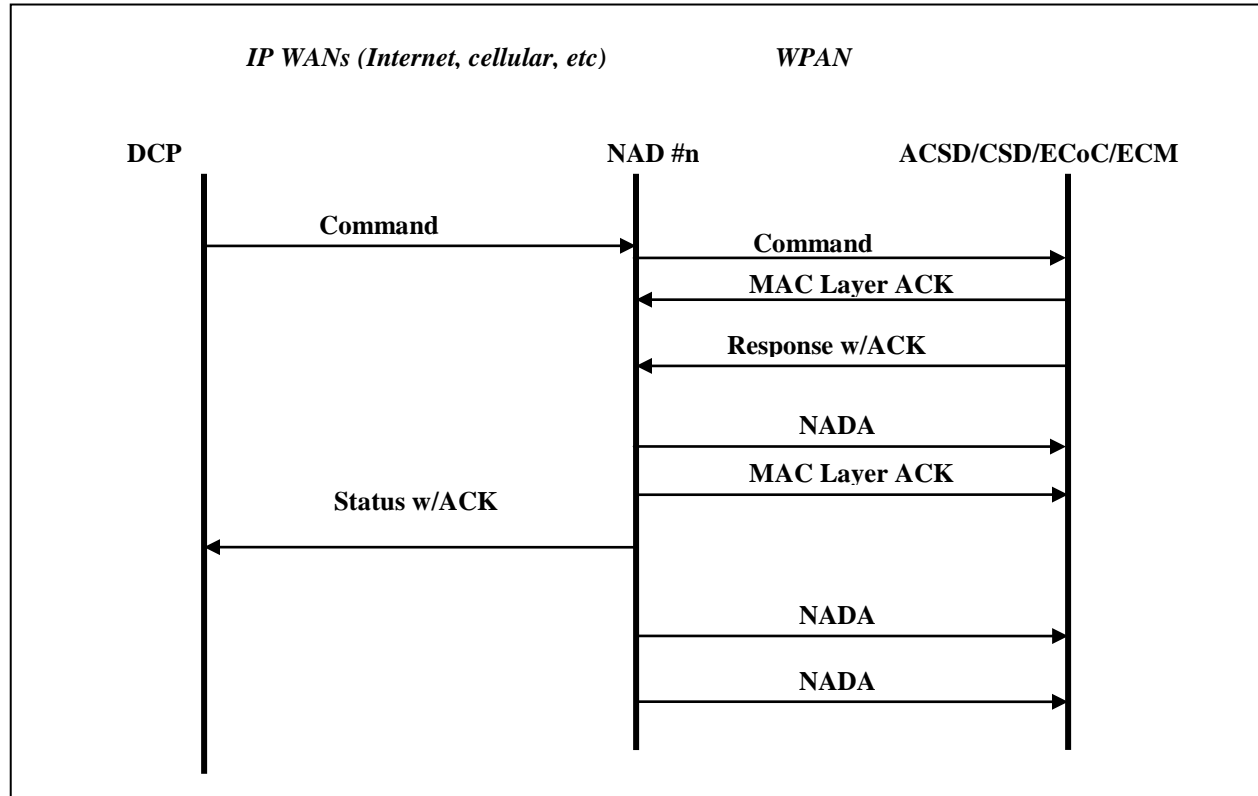 IP WANs (Internet, cellular, etc)
WPAN
DCP
NAD #n
ACSD/CSD/ECoC/ECM
Command
Command
MAC Layer ACK
Response w/ACK
NADA
MAC Layer ACK
Status w/ACK
NADA
NADA